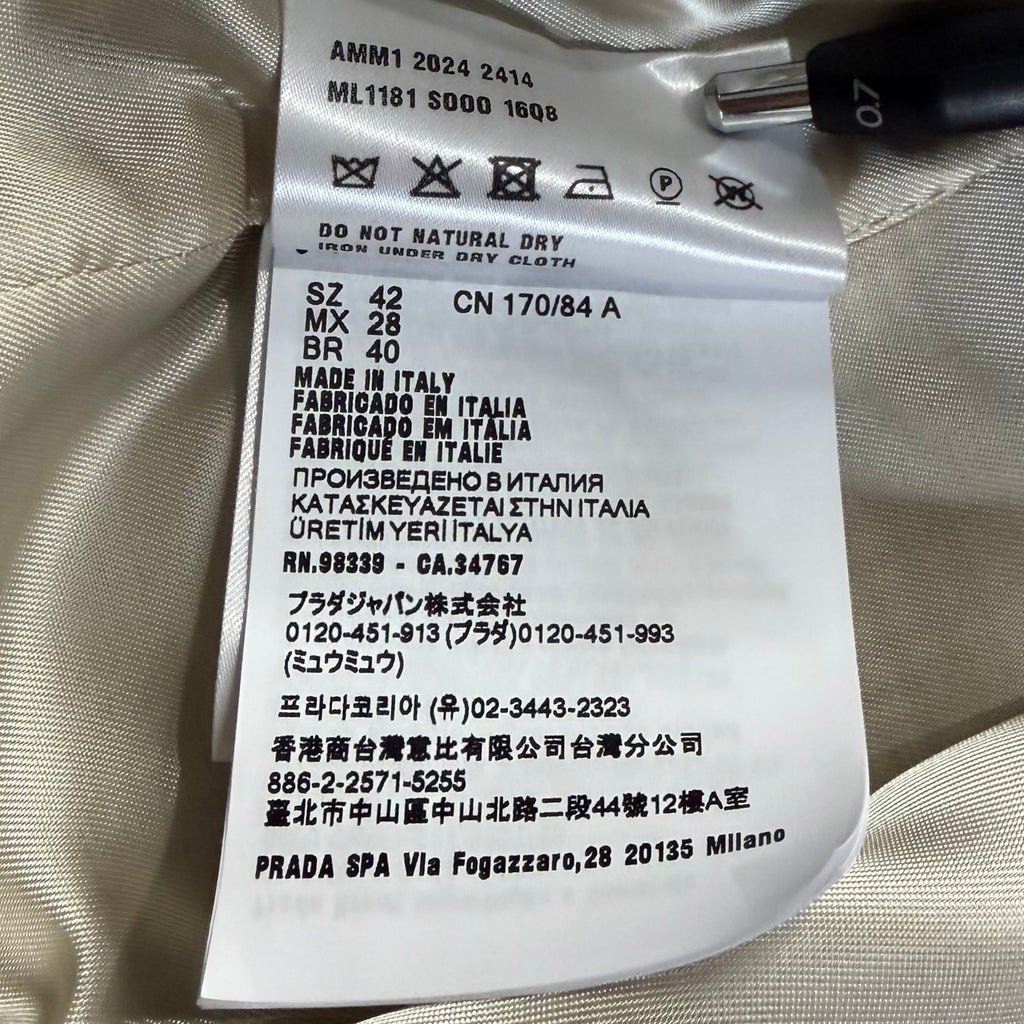 AMM1 2024 2414
ML1181 S000 16Q8
0.7
P
DO NOT NATURAL DRY
IRON UNDER DRY CLOTH
SZ 42 CN 170/84 A
MX 28
BR 40
MADE IN ITALY
FABRICADO EN ITALIA
FABRICADO EM ITÁLIA
FABRIQUÉ EN ITALIE
ПРОИЗВЕДЕНО В ИТАЛИЯ
ΚΑΤΑΣΚΕΥΑΖΕΤΑΙ ΣΤΗΝ ΙΤΑΛΙΑ
ÜRETİM YERİ İTALYA
RN.98339 - CA.34767
プラダジャパン株式会社
0120-451-913 (プラダ)0120-451-993
(ミュウミュウ)
프라다코리아 (유)02-3443-2323
香港商台灣意比有限公司台灣分公司
886-2-2571-5255
臺北市中山區中山北路二段44號12樓A室
PRADA SPA Via Fogazzaro,28 20135 Milano